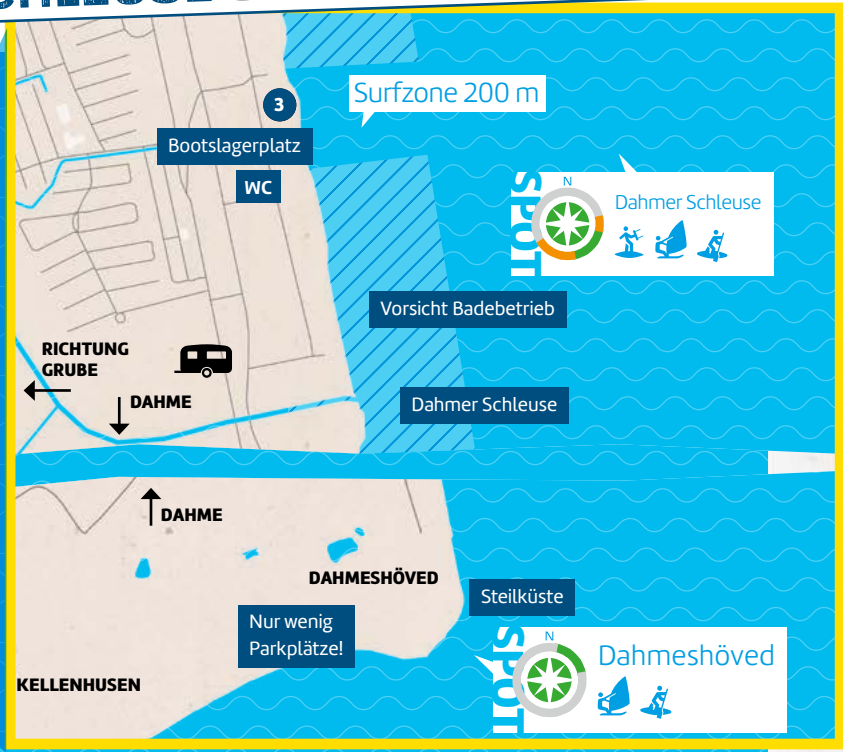 Surfzone 200 m
3
Bootslagerplatz
WC
SPOT
N
Dahmer Schleuse
Vorsicht Badebetrieb
RICHTUNG
GRUBE
DAHME
Dahmer Schleuse
DAHME
DAHMESHÖVED
Steilküste
Nur wenig
Parkplätze!
SPOT
N
Dahmeshöved
KELLENHUSEN